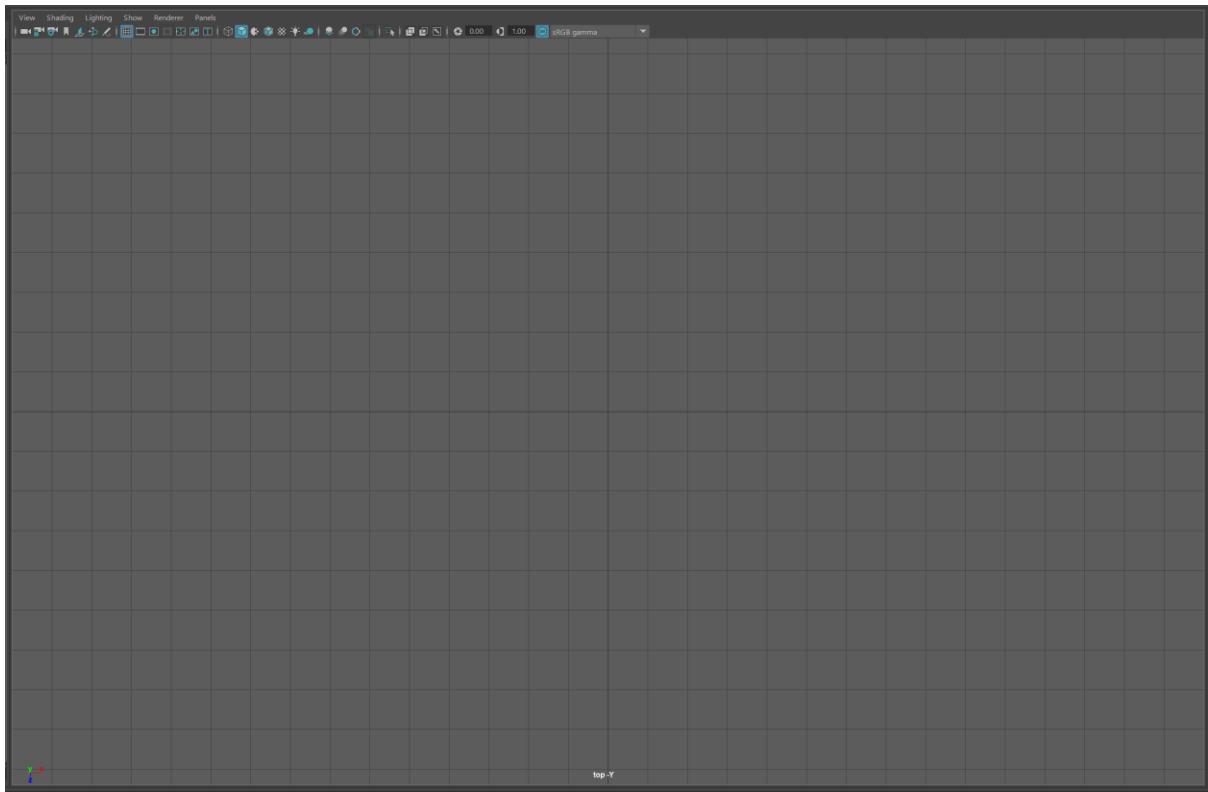 View Shading Lighting Show Renderer Panels
0.00 1.00 sRGB gamma
y x
z
top -Y